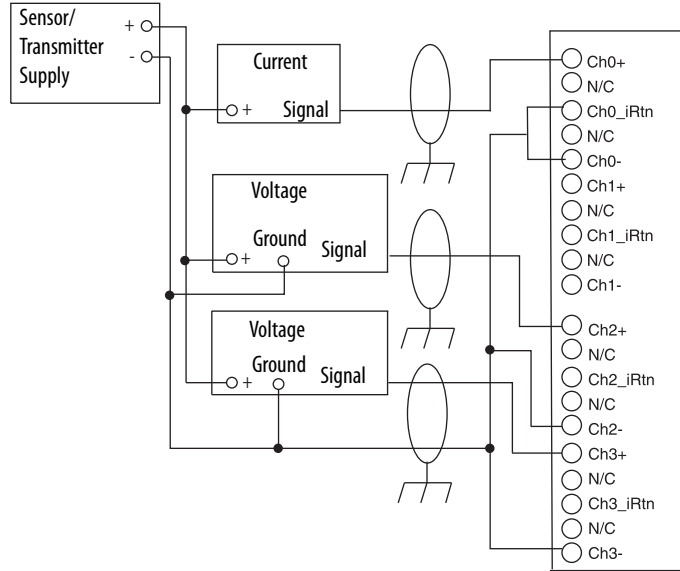 Sensor/
Transmitter
Supply
+
-
Current
+ Signal
Voltage
Ground
+ Signal
Voltage
Ground
+ Signal
Ch0+
N/C
Ch0_iRtn
N/C
Ch0-
Ch1+
N/C
Ch1_iRtn
N/C
Ch1-
Ch2+
N/C
Ch2_iRtn
N/C
Ch2-
Ch3+
N/C
Ch3_iRtn
N/C
Ch3-